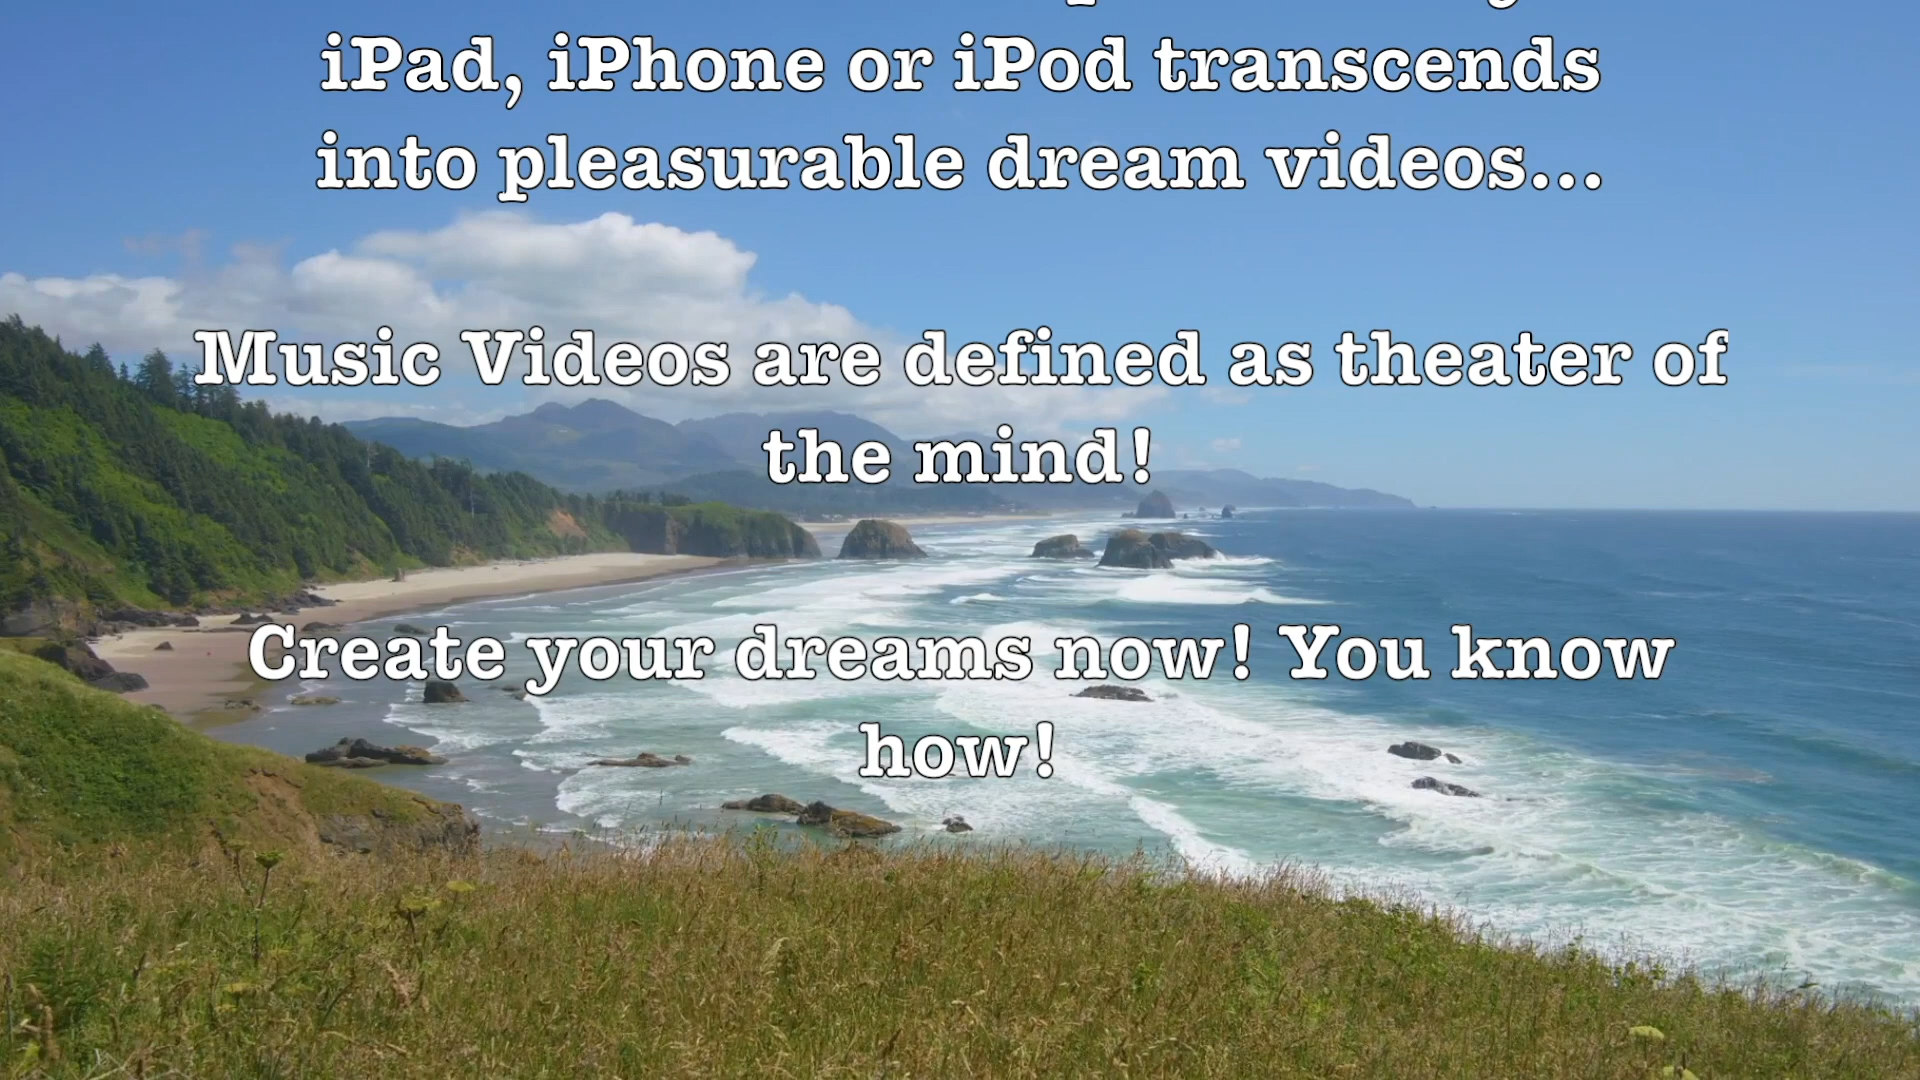 iPad, iPhone or iPod transcends
into pleasurable dream videos...
Music Videos are defined as theater of
the mind!
Create your dreams now! You know
how!